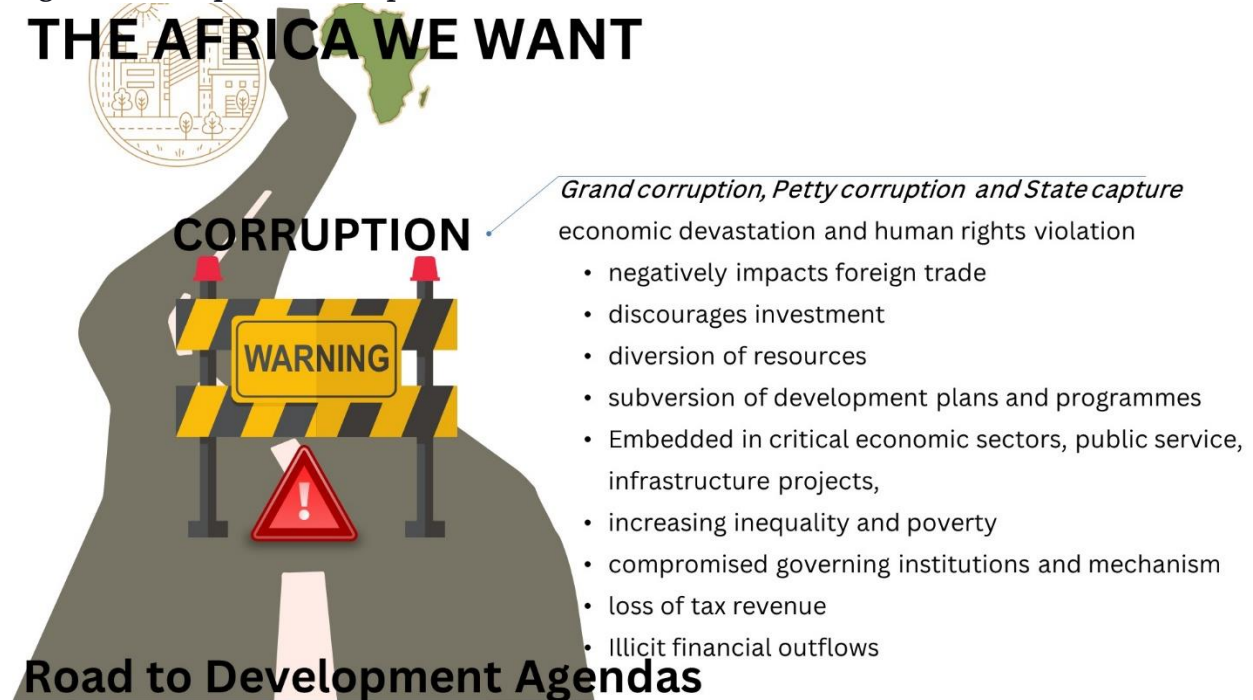 THE AFRICA WE WANT
CORRUPTION
WARNING
!
Grand corruption, Petty corruption and State capture
economic devastation and human rights violation
• negatively impacts foreign trade
• discourages investment
• diversion of resources
• subversion of development plans and programmes
• Embedded in critical economic sectors, public service,
infrastructure projects,
• increasing inequality and poverty
• compromised governing institutions and mechanism
• loss of tax revenue
• Illicit financial outflows
Road to Development Agendas